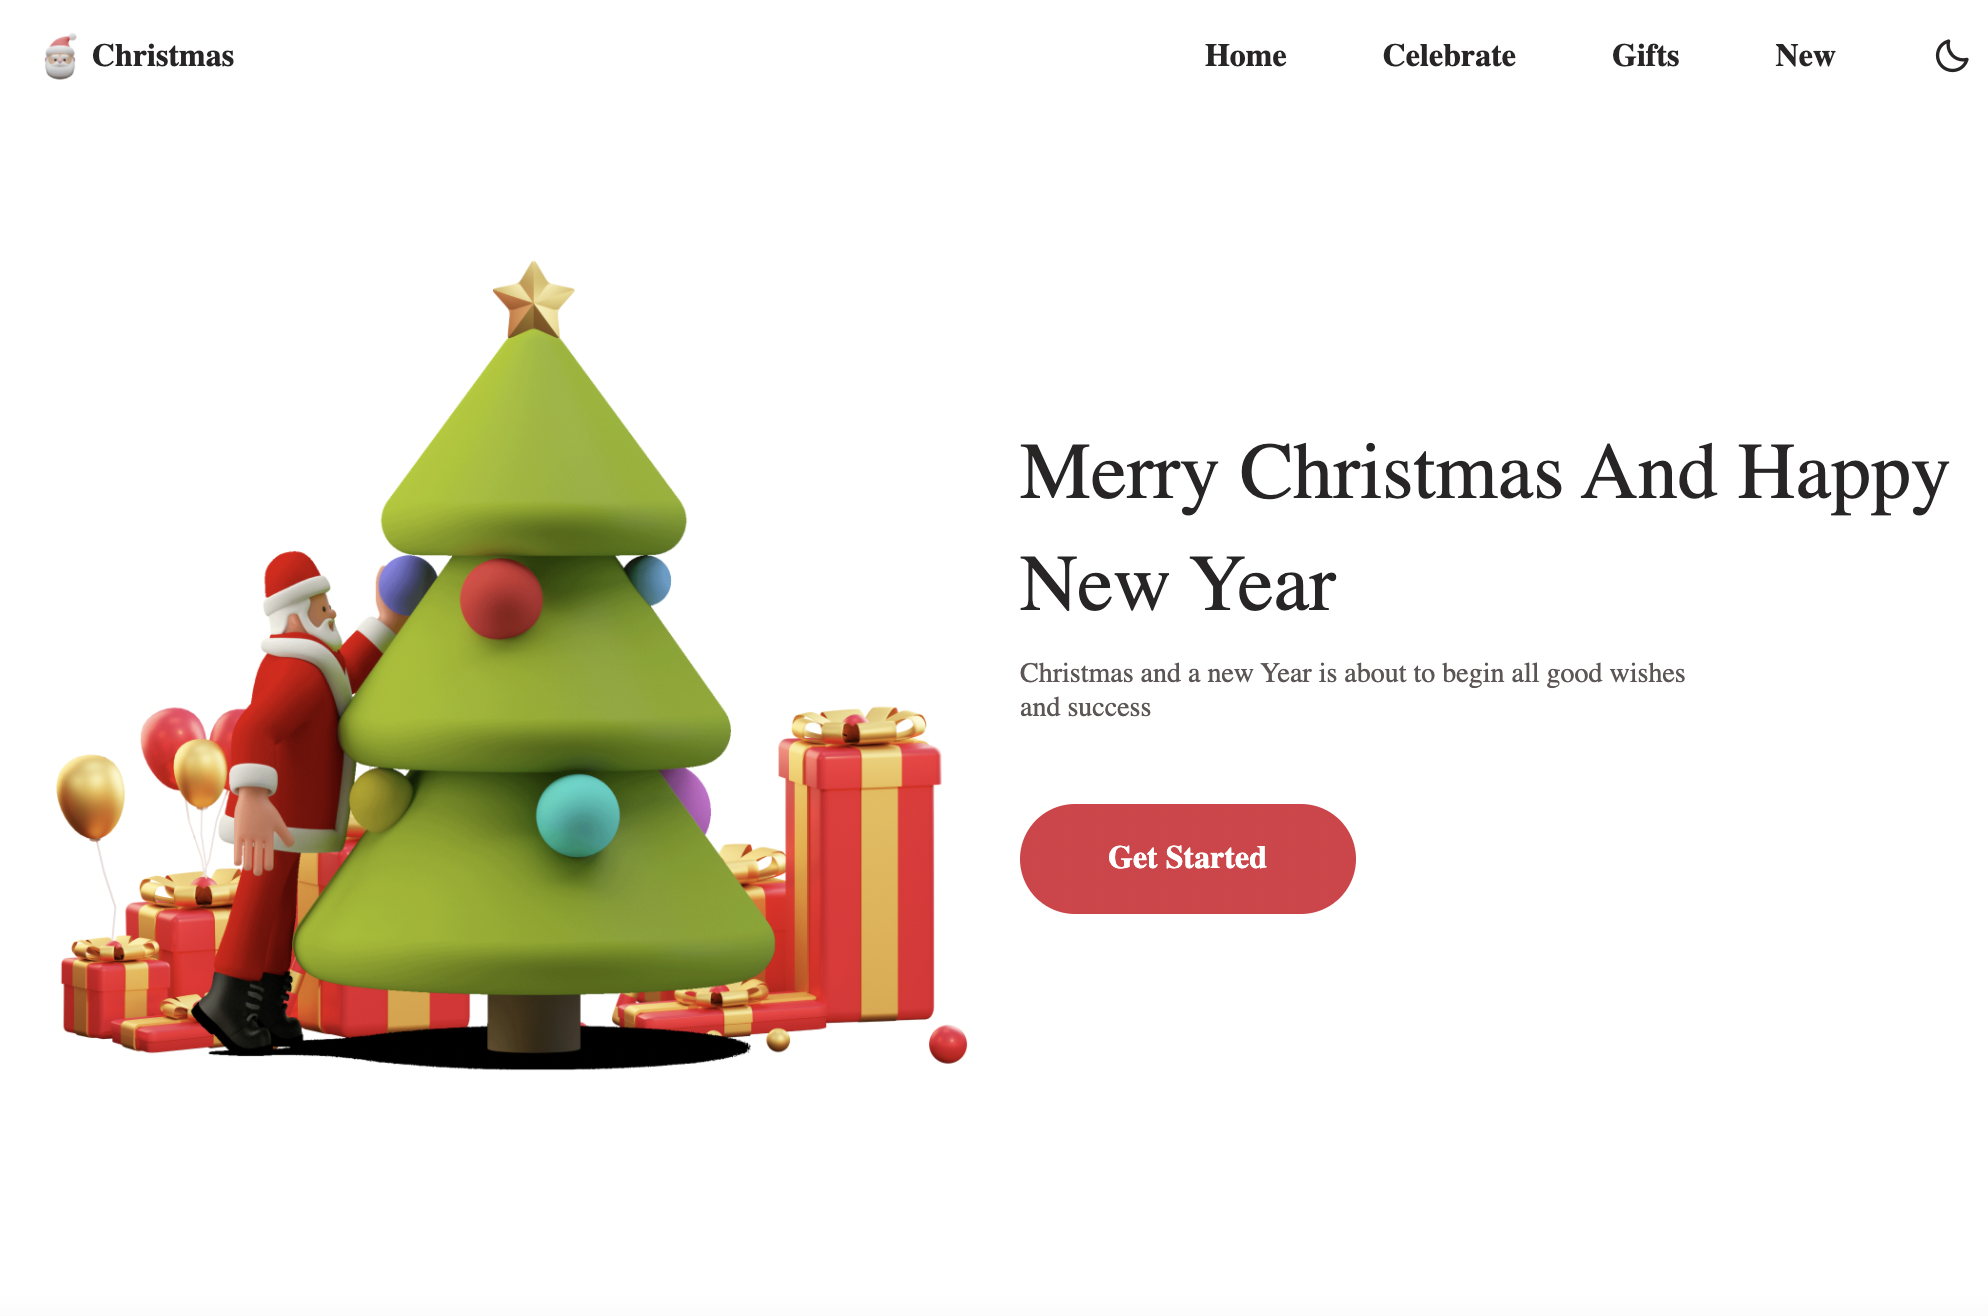 Christmas
Home
Celebrate
Gifts
New
Merry Christmas And Happy
New Year
Christmas and a new Year is about to begin all good wishes
and success
Get Started